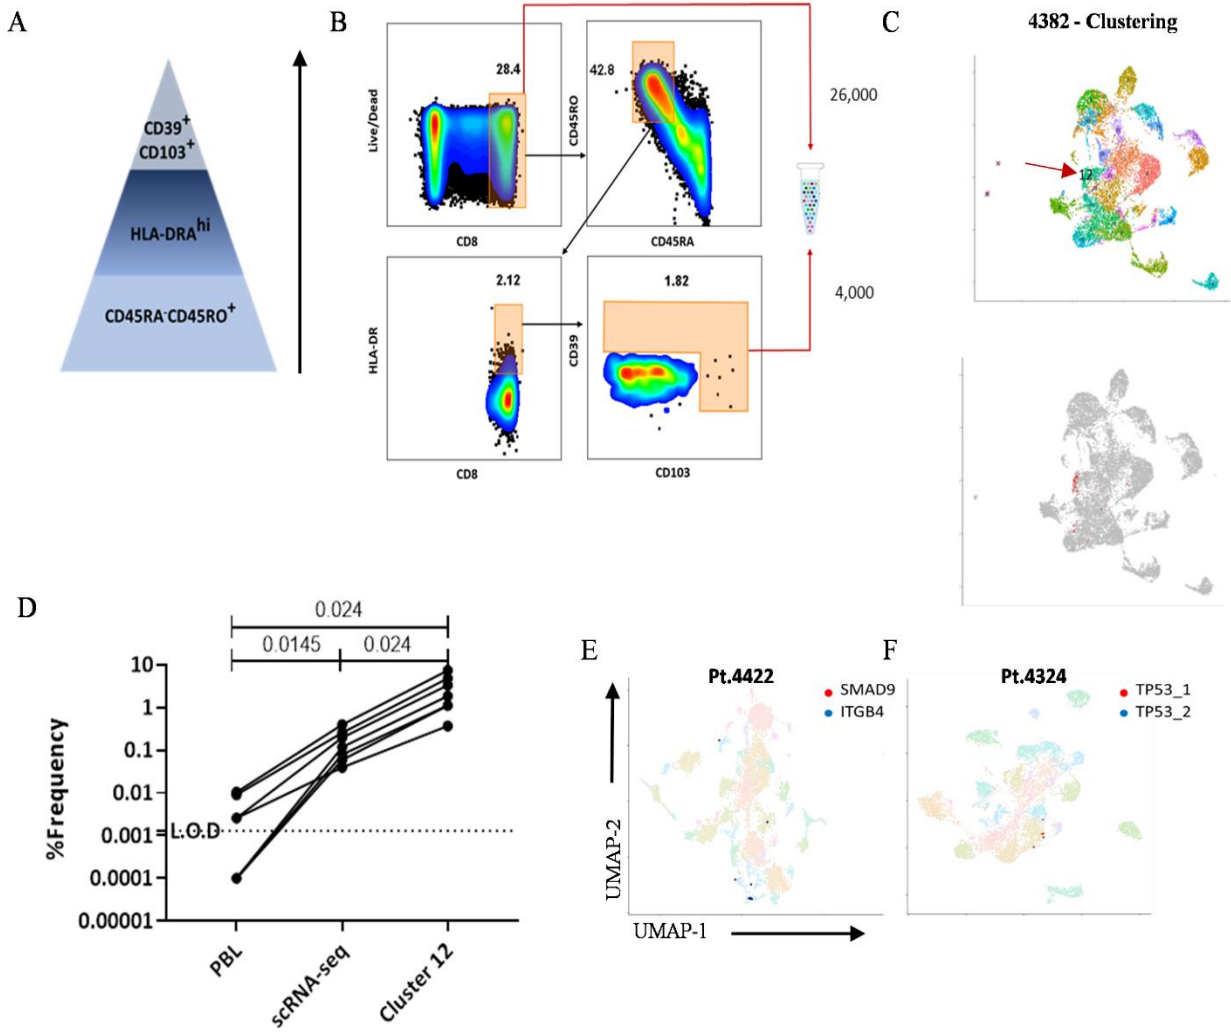 A
CD39+
CD103+
HLA-DRAhi
CD45RA-CD45RO+
B
28.4
Live/Dead
CD8
42.8
CD45RO
CD45RA
26,000
2.12
HLA-DR
CD8
1.82
CD39
CD103
4,000
C
4382 - Clustering
12
D
0.024
0.0145
0.024
10
1
0.1
0.01
0.001
L.O.D
0.0001
0.00001
%Frequency
PBL
scRNA-seq
Cluster 12
E
Pt.4422
SMAD9
ITGB4
UMAP-2
UMAP-1
F
Pt.4324
TP53_1
TP53_2